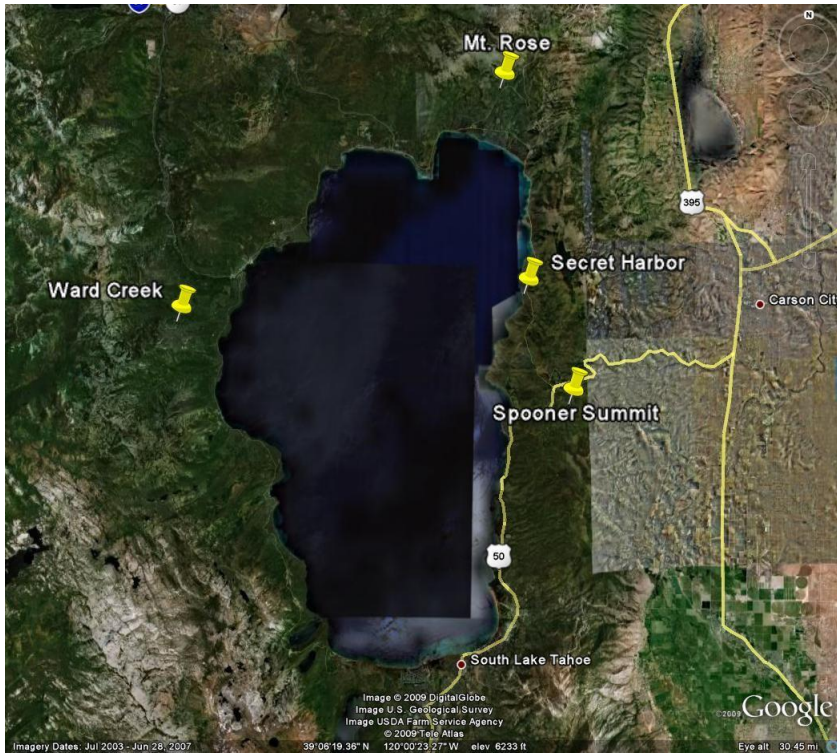 N
Mt. Rose
395
Secret Harbor
Ward Creek
Carson Cit
Spooner Summit
50
South Lake Tahoe
Image © 2009 DigitalGlobe
Image U.S. Geological Survey
Image USDA Farm Service Agency
© 2009 Tele Atlas
©2009 Google
Imagery Dates: Jul 2003 - Jun 28, 2007
39°06'19.36" N 120°00'23.27" W elev 6233 ft
Eye alt 30.45 mi